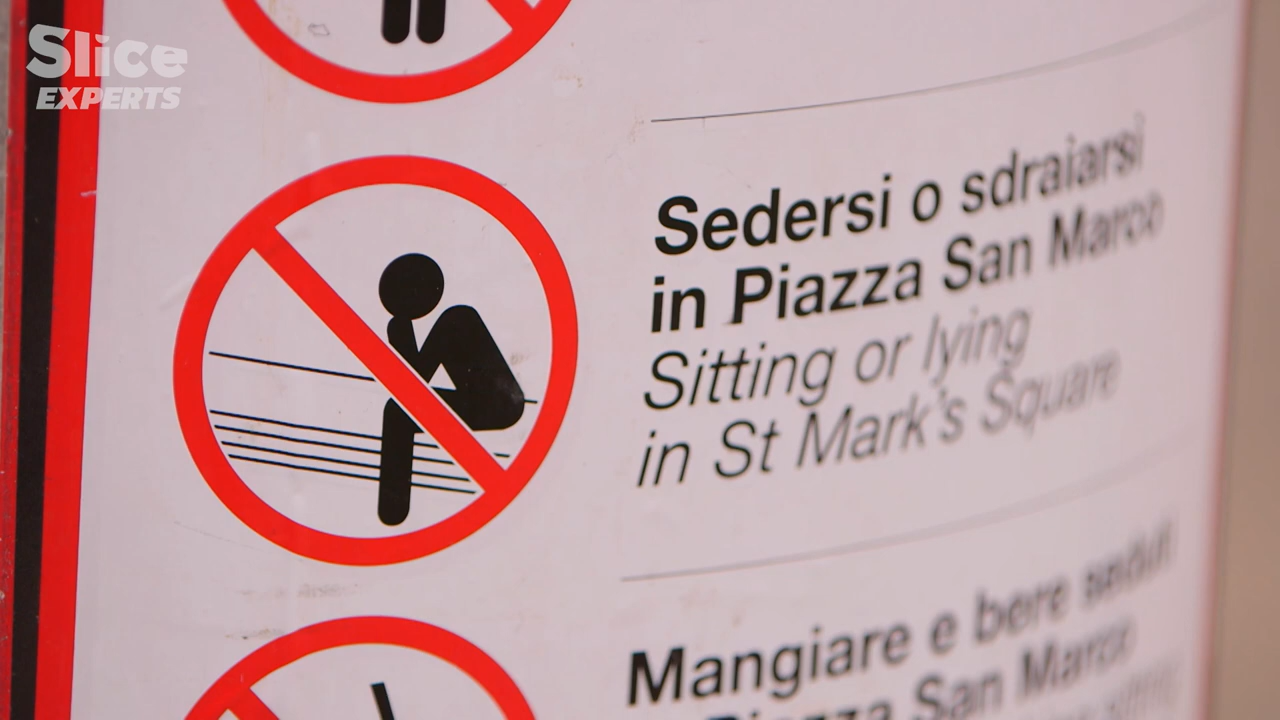 Slice
EXPERTS
Sedersi o sdraiarsi
in Piazza San Marco
Sitting or lying
in St Mark's Square
Mangiare e bere seduti
Piazza San Marco